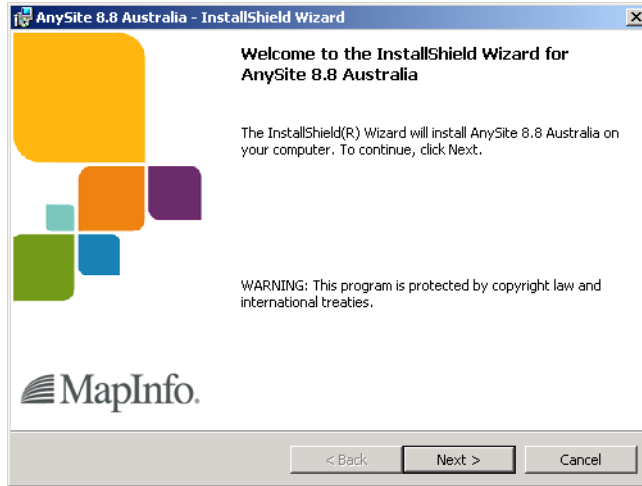 AnySite 8.8 Australia - InstallShield Wizard
Welcome to the InstallShield Wizard for
AnySite 8.8 Australia
The InstallShield(R) Wizard will install AnySite 8.8 Australia on
your computer. To continue, click Next.
WARNING: This program is protected by copyright law and
international treaties.
MapInfo.
< Back
Next >
Cancel